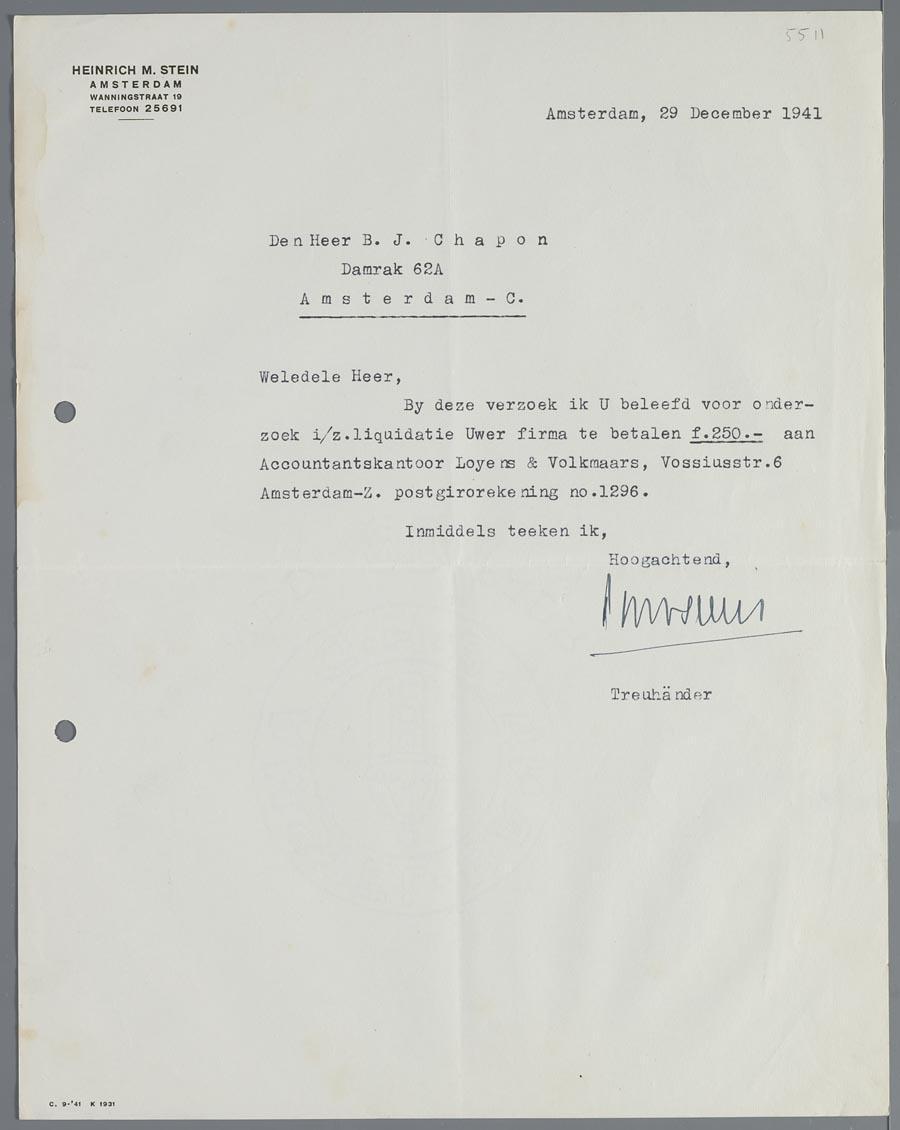 5511
HEINRICH M. STEIN
AMSTERDAM
WANNINGSTRAAT 19
TELEFOON 25691
Amsterdam, 29 December 1941
Den Heer B. J. Chapon
Damrak 62A
Amsterdam-C.
Weledele Heer,
By deze verzoek ik U beleefd voor onder-
zoek i/z.liquidatie Uwer firma te betalen f.250.- aan
Accountantskantoor Loyens & Volkmaars, Vossiusstr.6
Amsterdam-Z. postgirorekening no.1296.
Inmiddels teeken ik,
Hoogachtend,
Treuhänder
C. 9-'41 K 1931